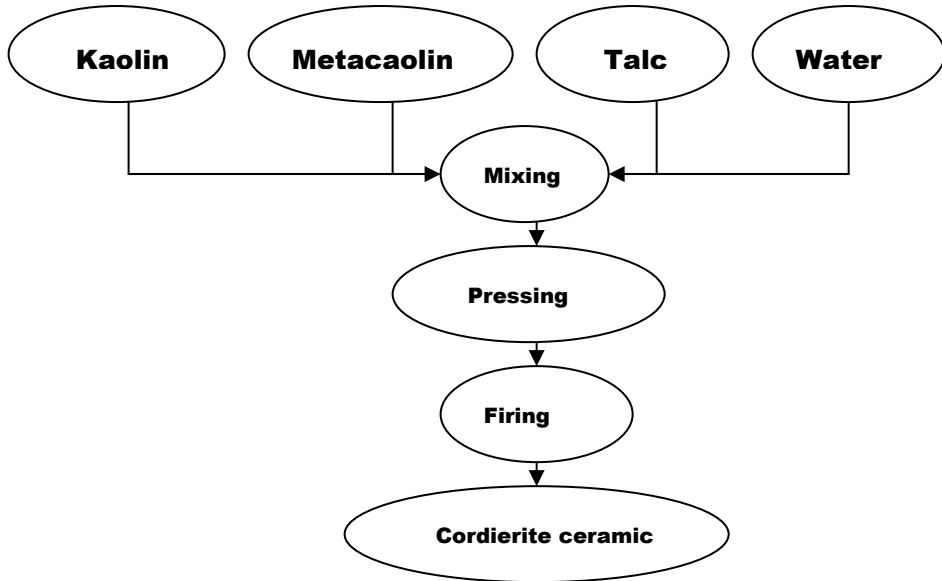 Kaolin
Metacaolin
Talc
Water
Mixing
Pressing
Firing
Cordierite ceramic